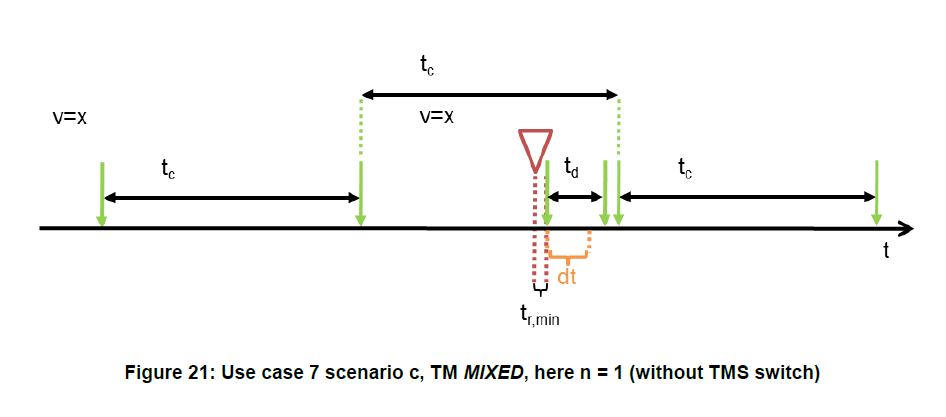 t_c
v=x
v=x
t_c
t_d
t_c
t
dt
t_r,min
Figure 21: Use case 7 scenario c, TM MIXED, here n = 1 (without TMS switch)